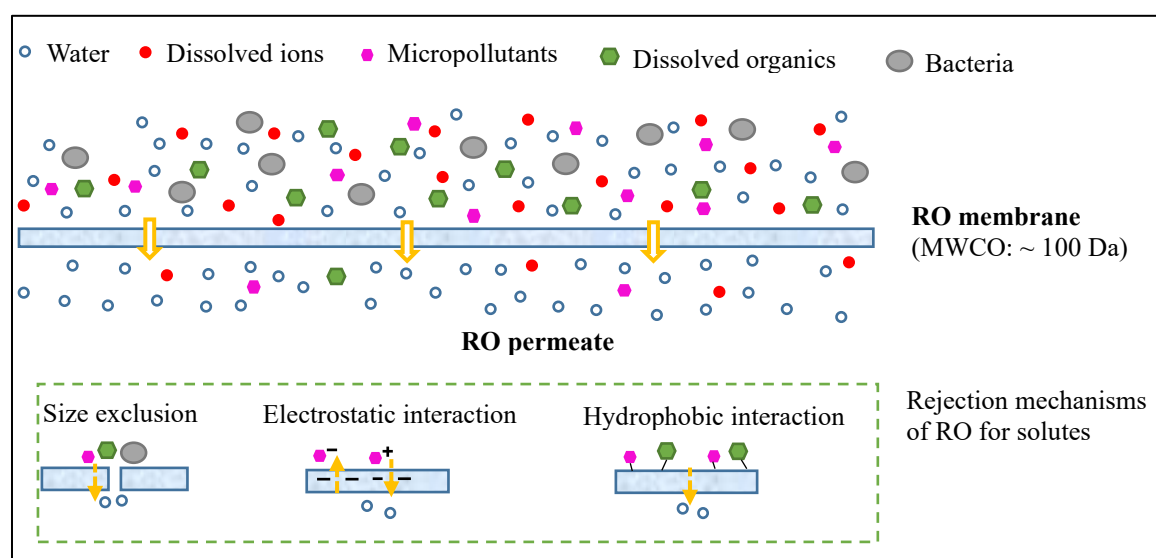 Water Dissolved ions Micropollutants Dissolved organics Bacteria
RO membrane
(MWCO: ~ 100 Da)
RO permeate
Size exclusion Electrostatic interaction Hydrophobic interaction
Rejection mechanisms
of RO for solutes
− +
− − − −